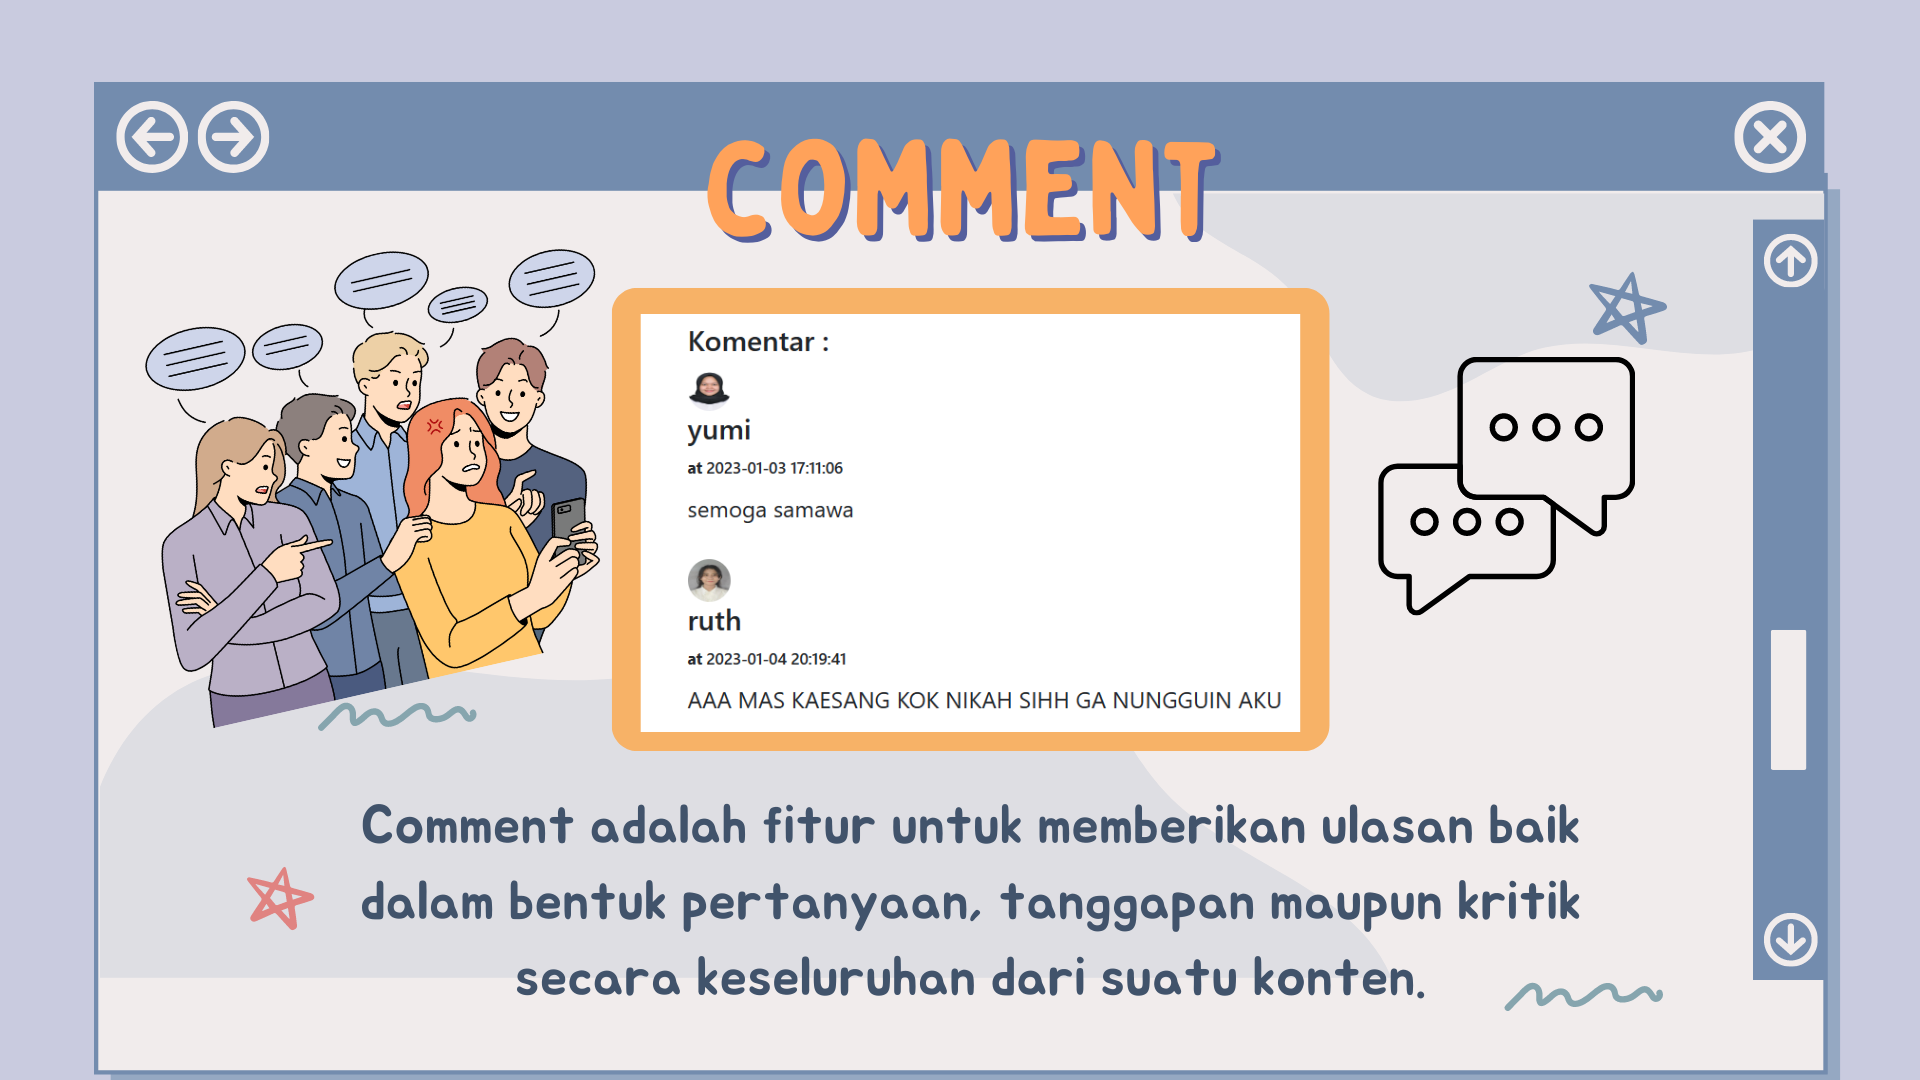 COMMENT
Komentar :
yumi
at 2023-01-03 17:11:06
semoga samawa
ruth
at 2023-01-04 20:19:41
AAA MAS KAESANG KOK NIKAH SIHH GA NUNGGUIN AKU
Comment adalah fitur untuk memberikan ulasan baik
dalam bentuk pertanyaan, tanggapan maupun kritik
secara keseluruhan dari suatu konten.